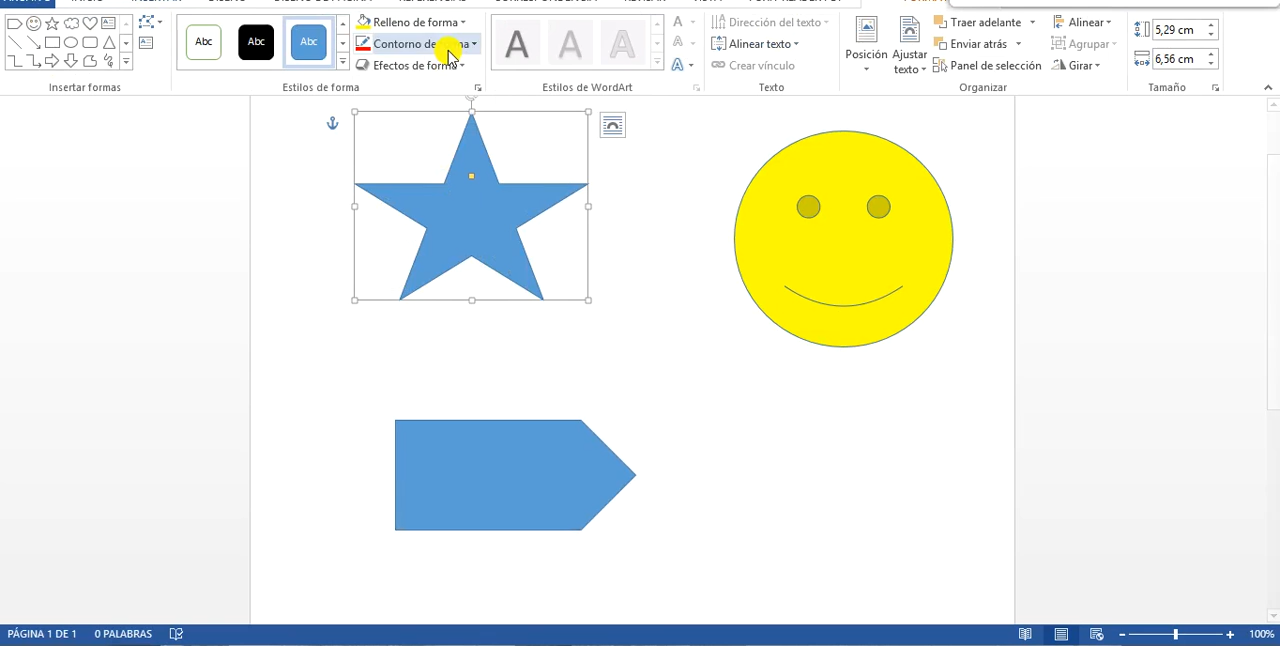 INSERTAR
Abc
Abc
Abc
Relleno de forma
Contorno de
Efectos de forma
A
A
A
A
A
A
Dirección del texto
Alinear texto
Crear vínculo
Posición
Ajustar
texto
Traer adelante
Enviar atrás
Panel de selección
Alinear
Agrupar
Girar
5,29 cm
6,56 cm
Insertar formas
Estilos de forma
Estilos de WordArt
Texto
Organizar
Tamaño
PÁGINA 1 DE 1
0 PALABRAS
100%